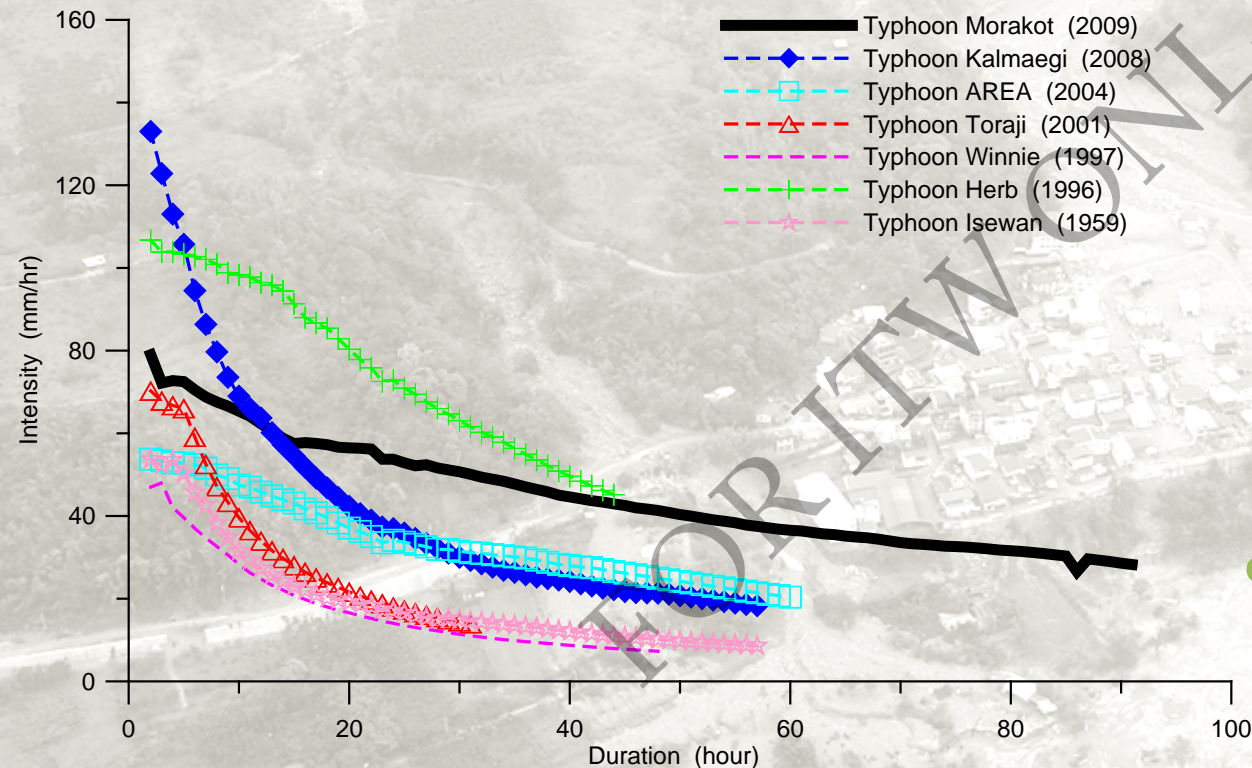 160
120
80
40
0
Intensity (mm/hr)
0 20 40 60 80 100
Duration (hour)
Typhoon Morakot (2009)
Typhoon Kalmaegi (2008)
Typhoon AREA (2004)
Typhoon Toraji (2001)
Typhoon Winnie (1997)
Typhoon Herb (1996)
Typhoon Isewan (1959)
FOR ITW ONL